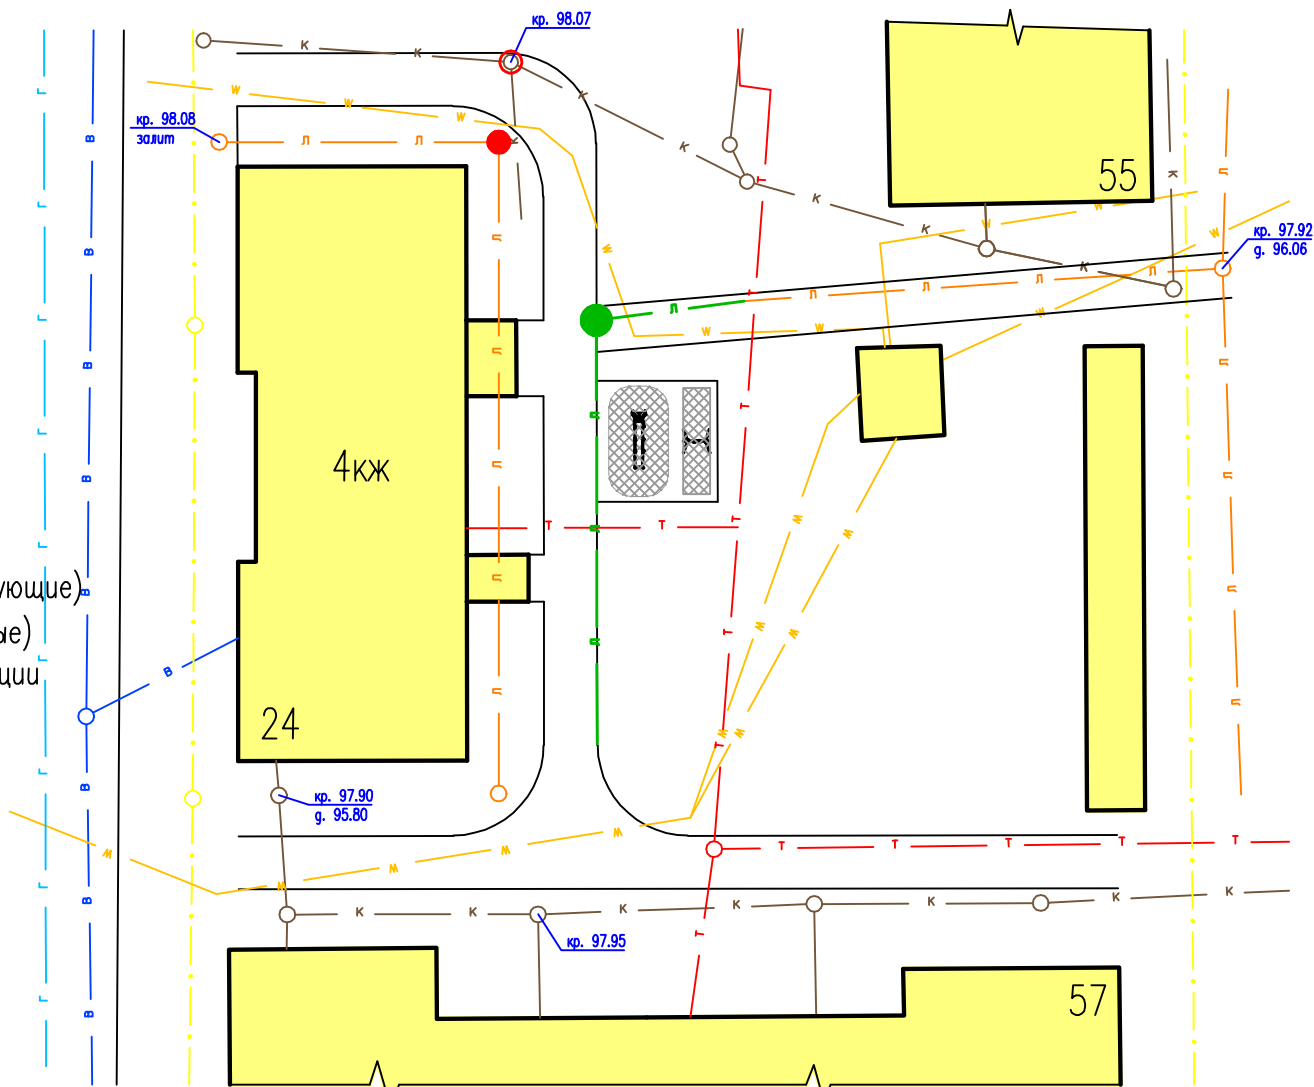 кр. 98.07
кр. 98.08
залит
55
кр. 97.92
д. 96.06
4кж
ующие)
ые)
ции
24
кр. 97.90
д. 95.80
кр. 97.95
57